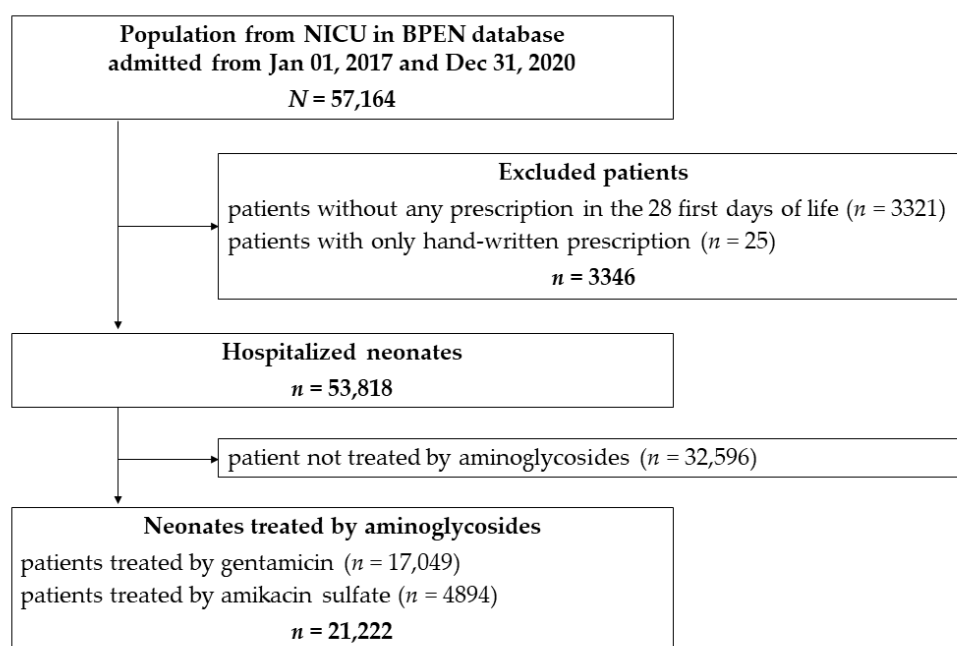 Population from NICU in BPEN database
admitted from Jan 01, 2017 and Dec 31, 2020
N = 57,164
Excluded patients
patients without any prescription in the 28 first days of life (n = 3321)
patients with only hand-written prescription (n = 25)
n = 3346
Hospitalized neonates
n = 53,818
patient not treated by aminoglycosides (n = 32,596)
Neonates treated by aminoglycosides
patients treated by gentamicin (n = 17,049)
patients treated by amikacin sulfate (n = 4894)
n = 21,222